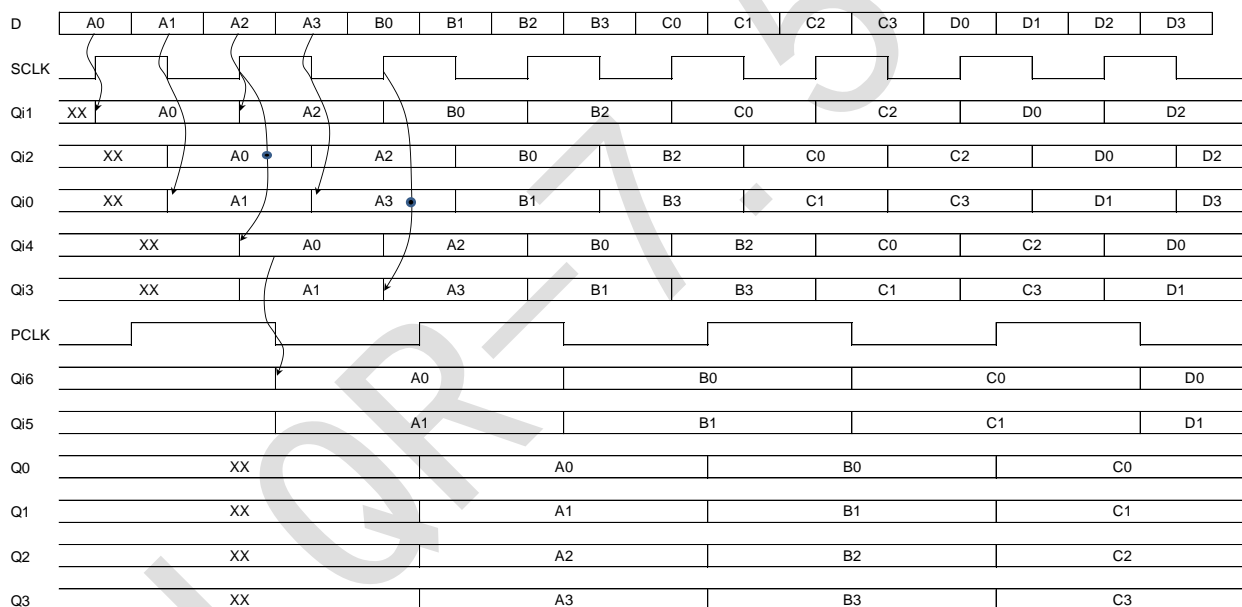 D A0 A1 A2 A3 B0 B1 B2 B3 C0 C1 C2 C3 D0 D1 D2 D3
SCLK
Qi1 XX A0 A2 B0 B2 C0 C2 D0 D2
Qi2 XX A0 A2 B0 B2 C0 C2 D0 D2
Qi0 XX A1 A3 B1 B3 C1 C3 D1 D3
Qi4 XX A0 A2 B0 B2 C0 C2 D0
Qi3 XX A1 A3 B1 B3 C1 C3 D1
PCLK
Qi6 A0 B0 C0 D0
Qi5 A1 B1 C1 D1
Q0 XX A0 B0 C0
Q1 XX A1 B1 C1
Q2 XX A2 B2 C2
Q3 XX A3 B3 C3
QR-7.5